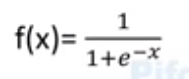 f(x)= 1 / 1+e⁻ˣ